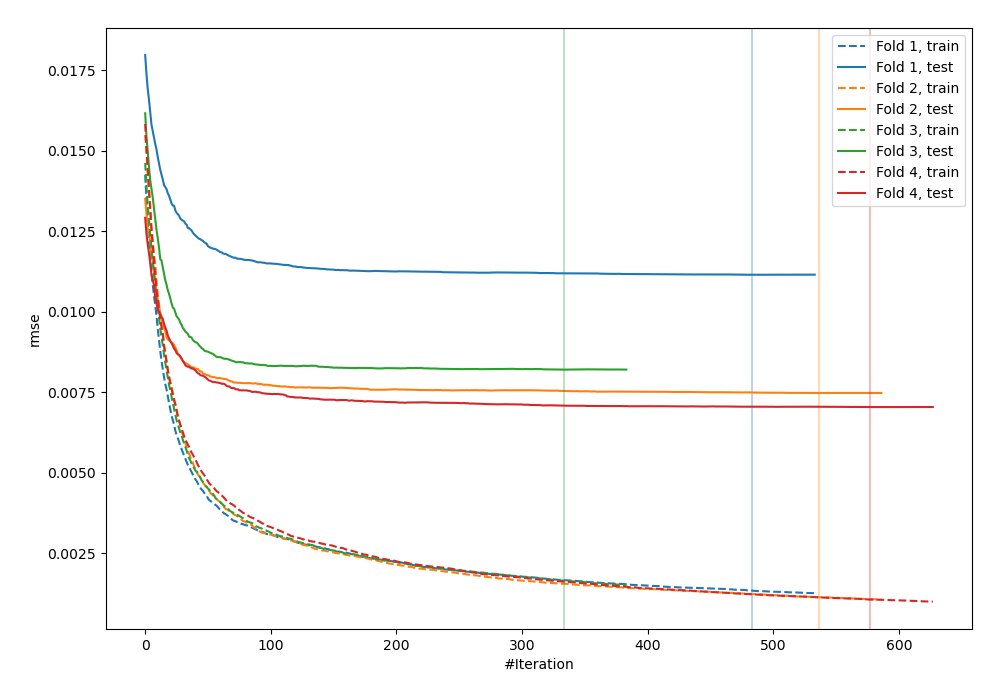 0.0175
0.0150
0.0125
0.0100
0.0075
0.0050
0.0025
rmse
0
100
200
300
400
500
600
#Iteration
Fold 1, train
Fold 1, test
Fold 2, train
Fold 2, test
Fold 3, train
Fold 3, test
Fold 4, train
Fold 4, test